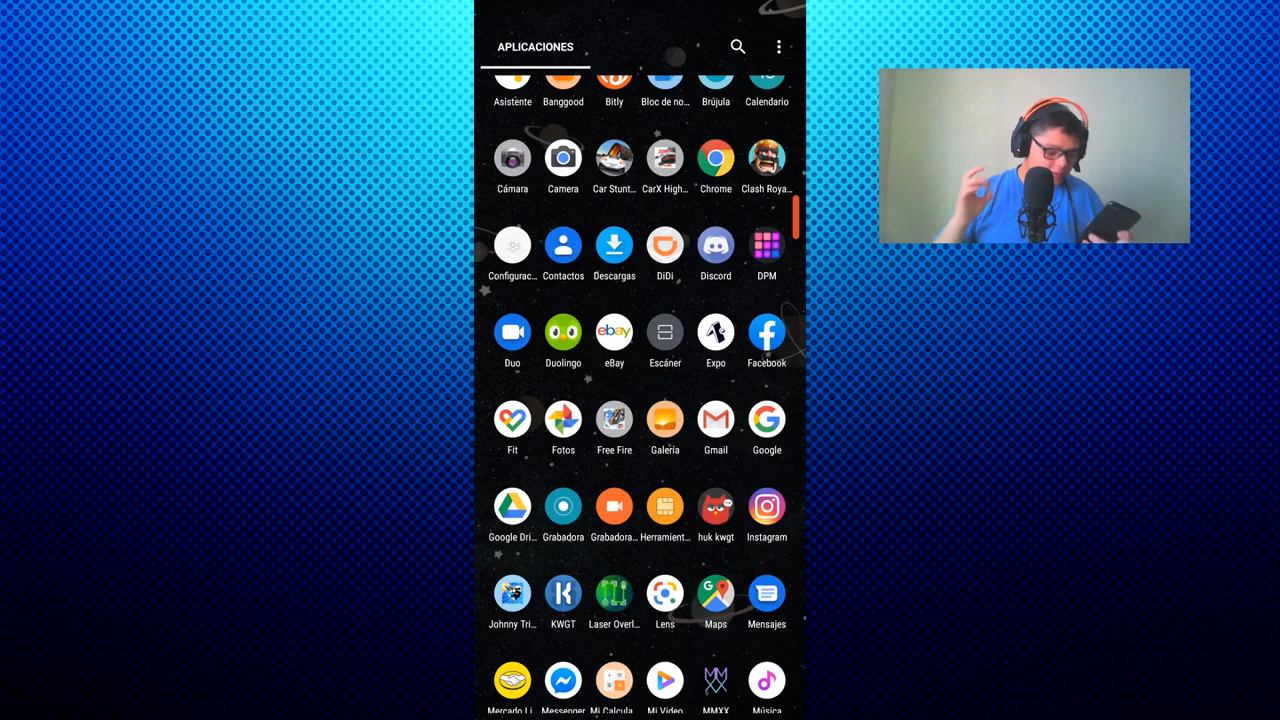 APLICACIONES
Asistente Banggood Bitly Bloc de no... Brújula Calendario
Cámara Camera Car Stunt... CarX High... Chrome Clash Roya...
Configurac... Contactos Descargas DiDi Discord DPM
ebay
Duo Duolingo eBay Escáner Expo Facebook
Fit Fotos Free Fire Galería Gmail Google
Google Dri... Grabadora Grabadora... Herramient... huk kwgt Instagram
Johnny Tri... KWGT Laser Overl... Lens Maps Mensajes
Mercado Li... Messenger Mi Calcula... Mi Video MMXX Música